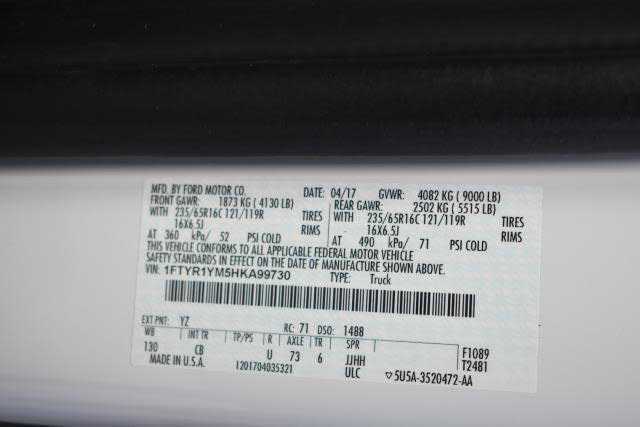 MFD. BY FORD MOTOR CO. DATE: 04/17 GVWR: 4082 KG ( 9000 LB)
FRONT GAWR: 1873 KG ( 4130 LB) REAR GAWR: 2502 KG ( 5515 LB)
WITH 235/65R16C 121/119R TIRES WITH 235/65R16C 121/119R TIRES
16X6.5J RIMS 16X6.5J RIMS
AT 360 kPa/ 52 PSI COLD AT 490 kPa/ 71 PSI COLD
THIS VEHICLE CONFORMS TO ALL APPLICABLE FEDERAL MOTOR VEHICLE
SAFETY STANDARDS IN EFFECT ON THE DATE OF MANUFACTURE SHOWN ABOVE.
VIN: 1FTYR1YM5HKA99730 TYPE: Truck
EXT PNT: YZ RC: 71 DSO: 1488
WB INT TR TP/PS R AXLE TR SPR F1089
130 CB U 73 6 JJHH T2481
MADE IN U.S.A. 1201704035321 ULC ▽5U5A-3520472-AA